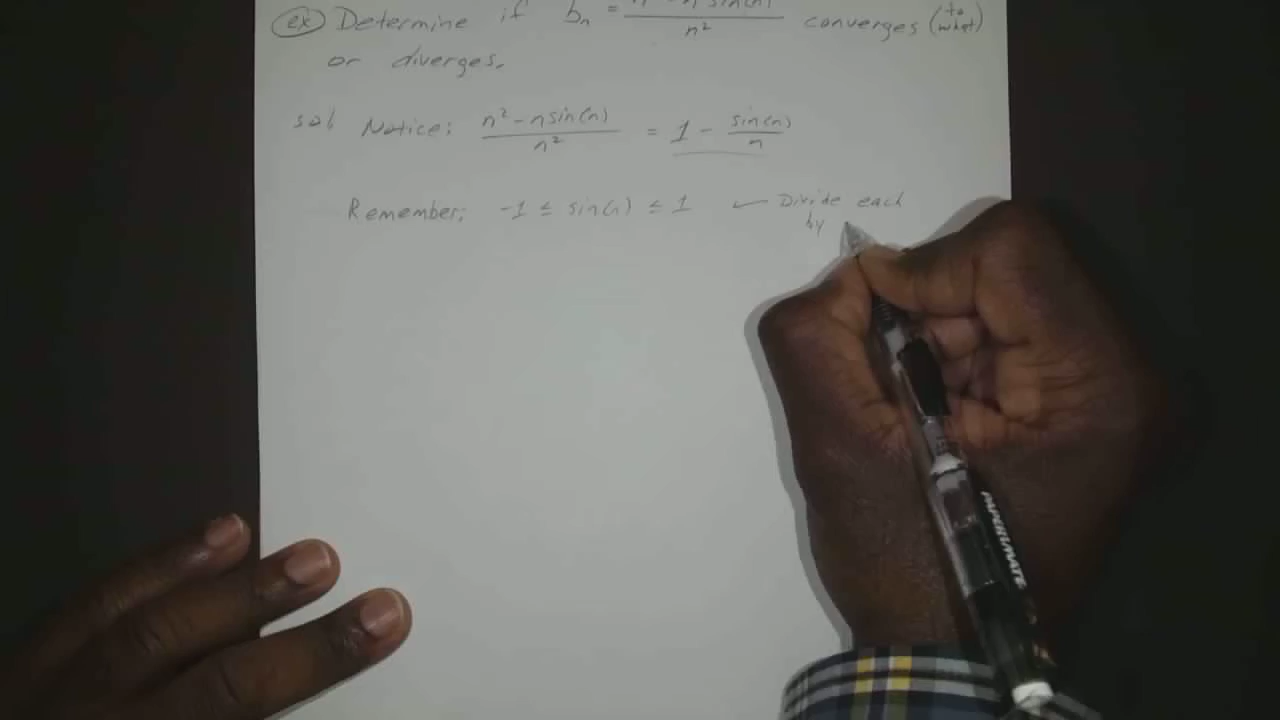 ex Determine if bₙ = n² - n sin(n) / n² converges (to what)
or diverges.
sol Notice: n² - n sin(n) / n² = 1 - sin(n) / n
Remember: -1 ≤ sin(n) ≤ 1 ← Divide each
by
PAPERMATE